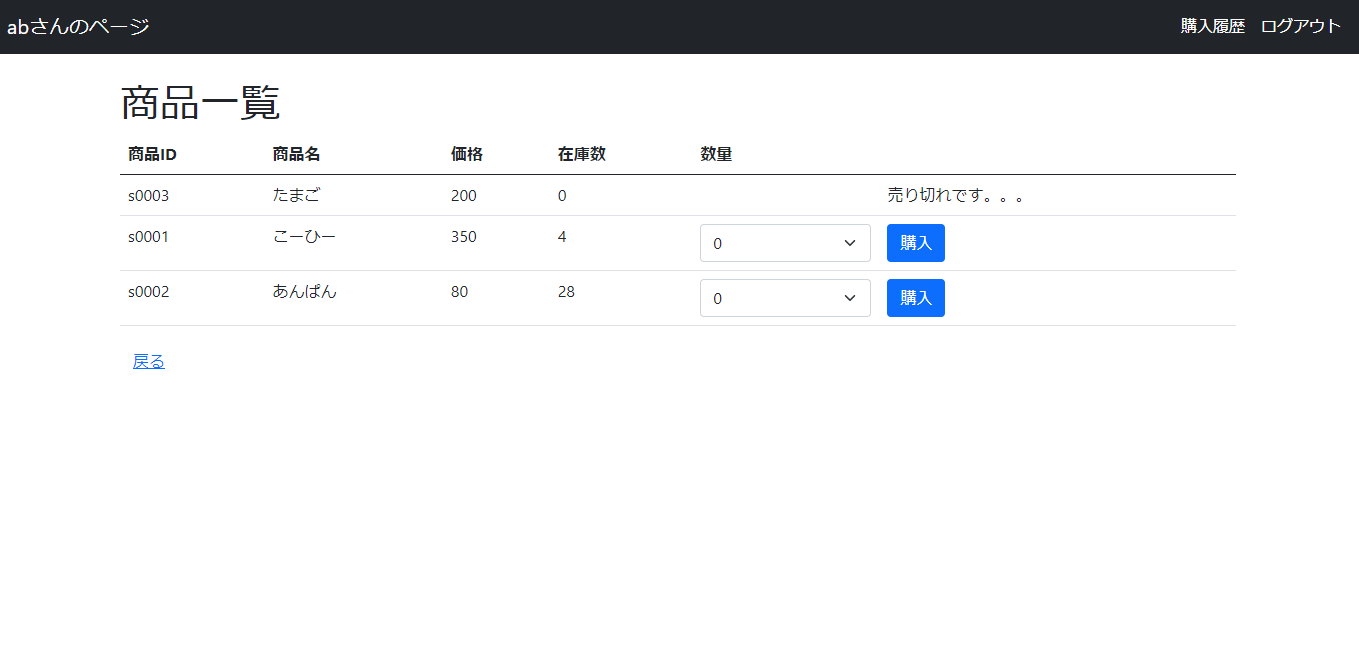 abさんのページ 購入履歴 ログアウト
商品一覧
商品ID 商品名 価格 在庫数 数量
s0003 たまご 200 0 売り切れです。。。
s0001 こーひー 350 4 0 購入
s0002 あんぱん 80 28 0 購入
戻る